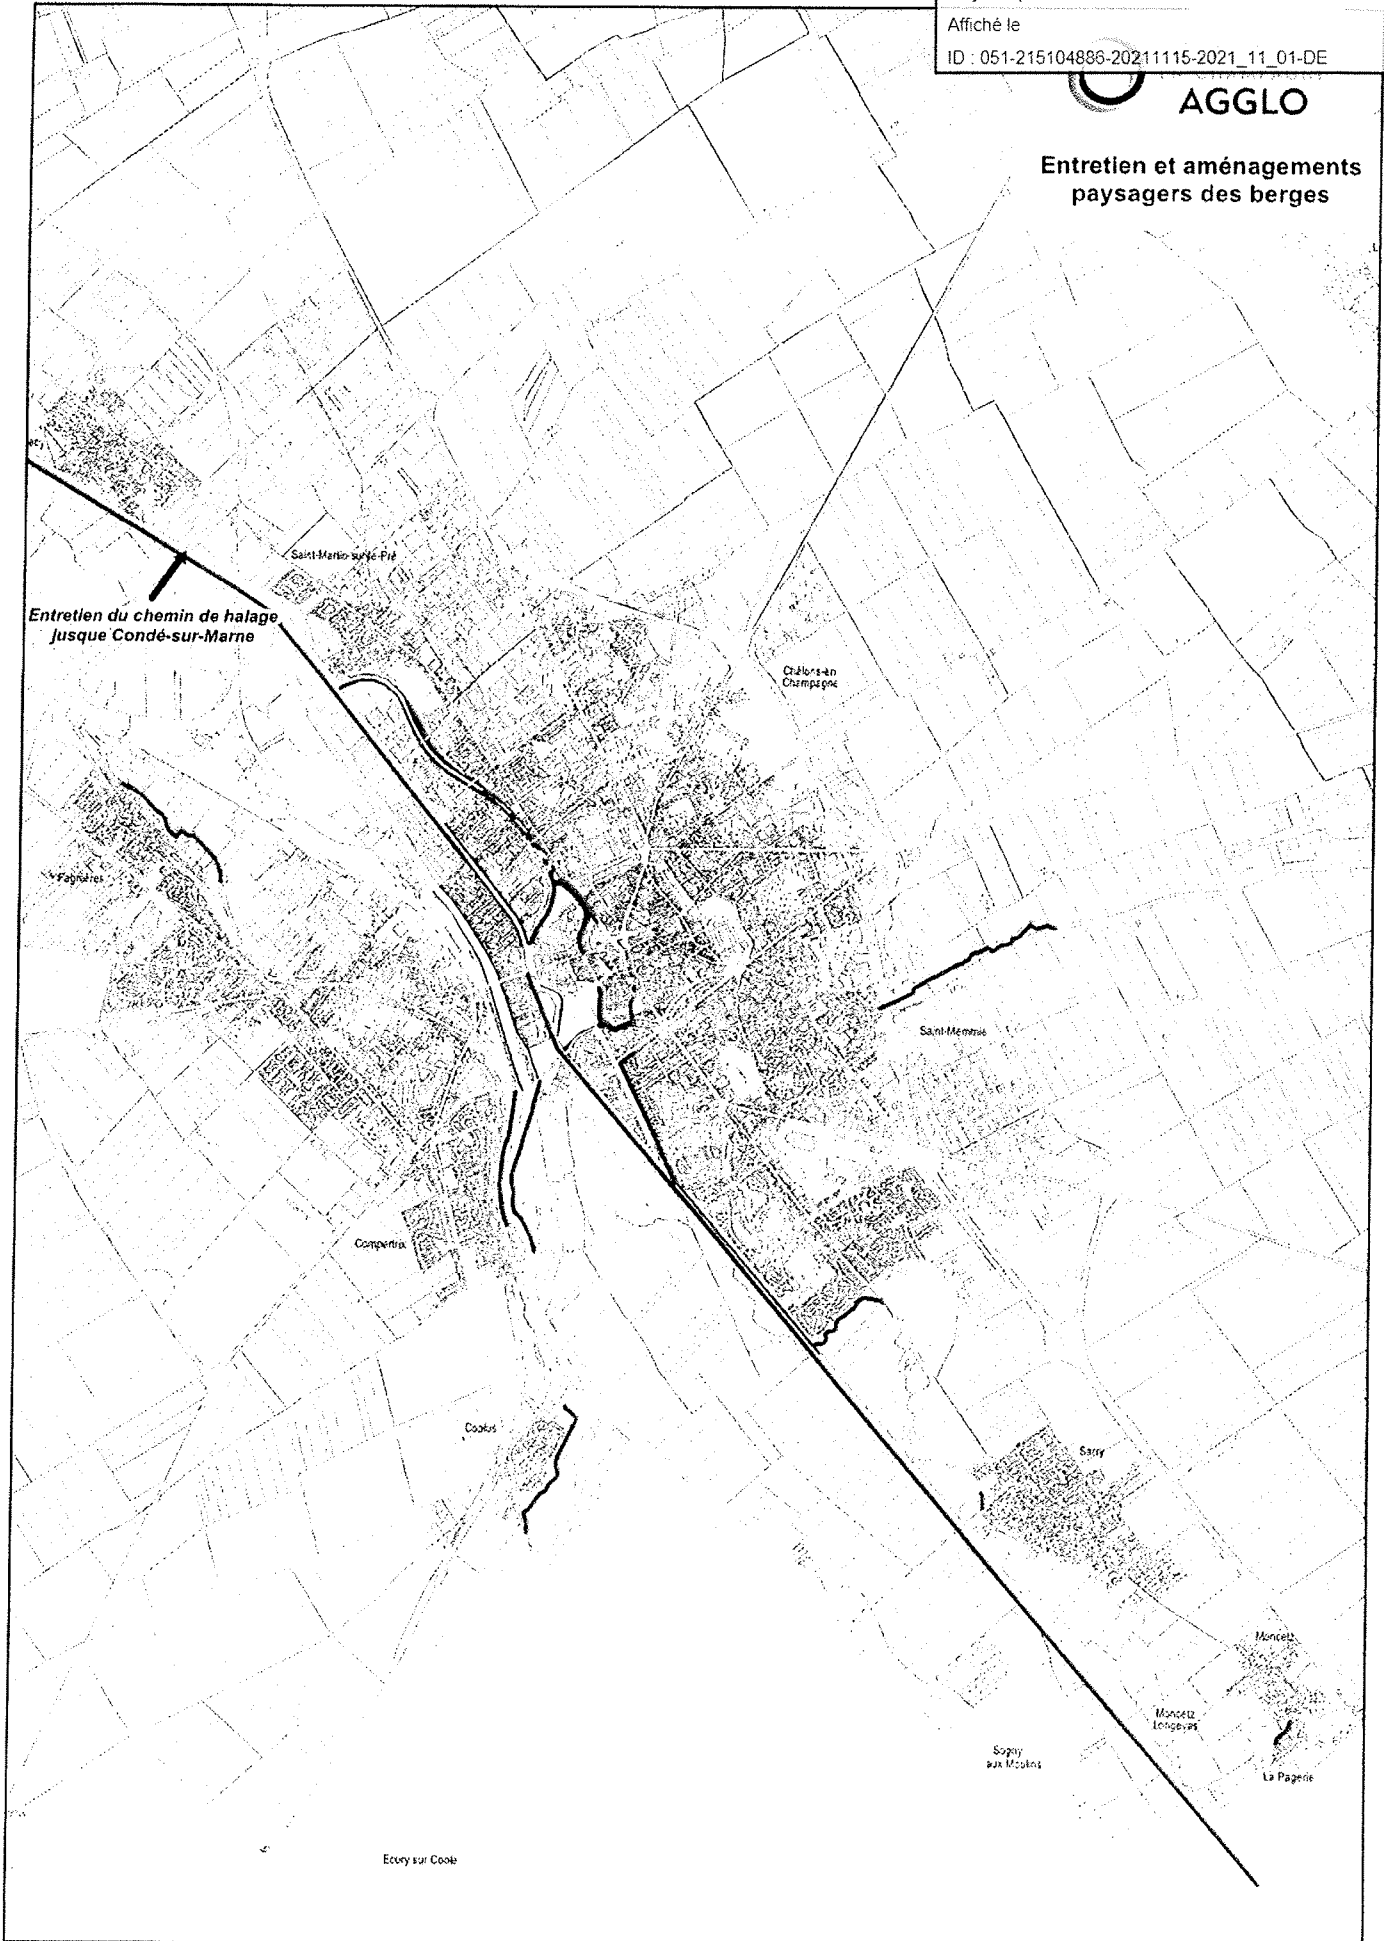 Affiché le
ID : 051-215104886-20211115-2021_11_01-DE
AGGLO
Entretien et aménagements
paysagers des berges
Saint-Martin-sur-le-Pré
Entretien du chemin de halage
jusque Condé-sur-Marne
Châlons-en
Champagne
Fagnières
Saint-Memmie
Compertrix
Coolus
Sarry
Moncetz
Moncetz
Longevas
Sogny
aux Moulins
La Pagerie
Ecury sur Coole